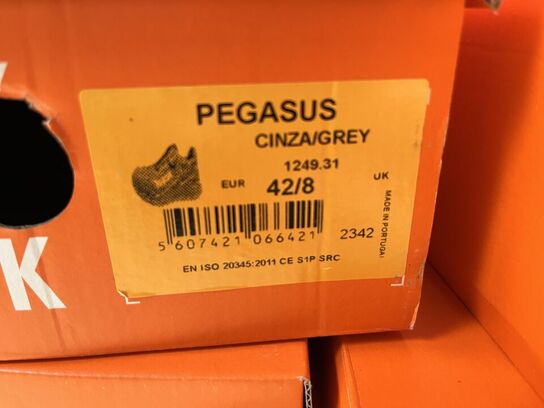 PEGASUS
CINZA/GREY
1249.31
EUR 42/8 UK
5 607421 066421 2342
MADE IN PORTUGAL
EN ISO 20345:2011 CE S1P SRC
K